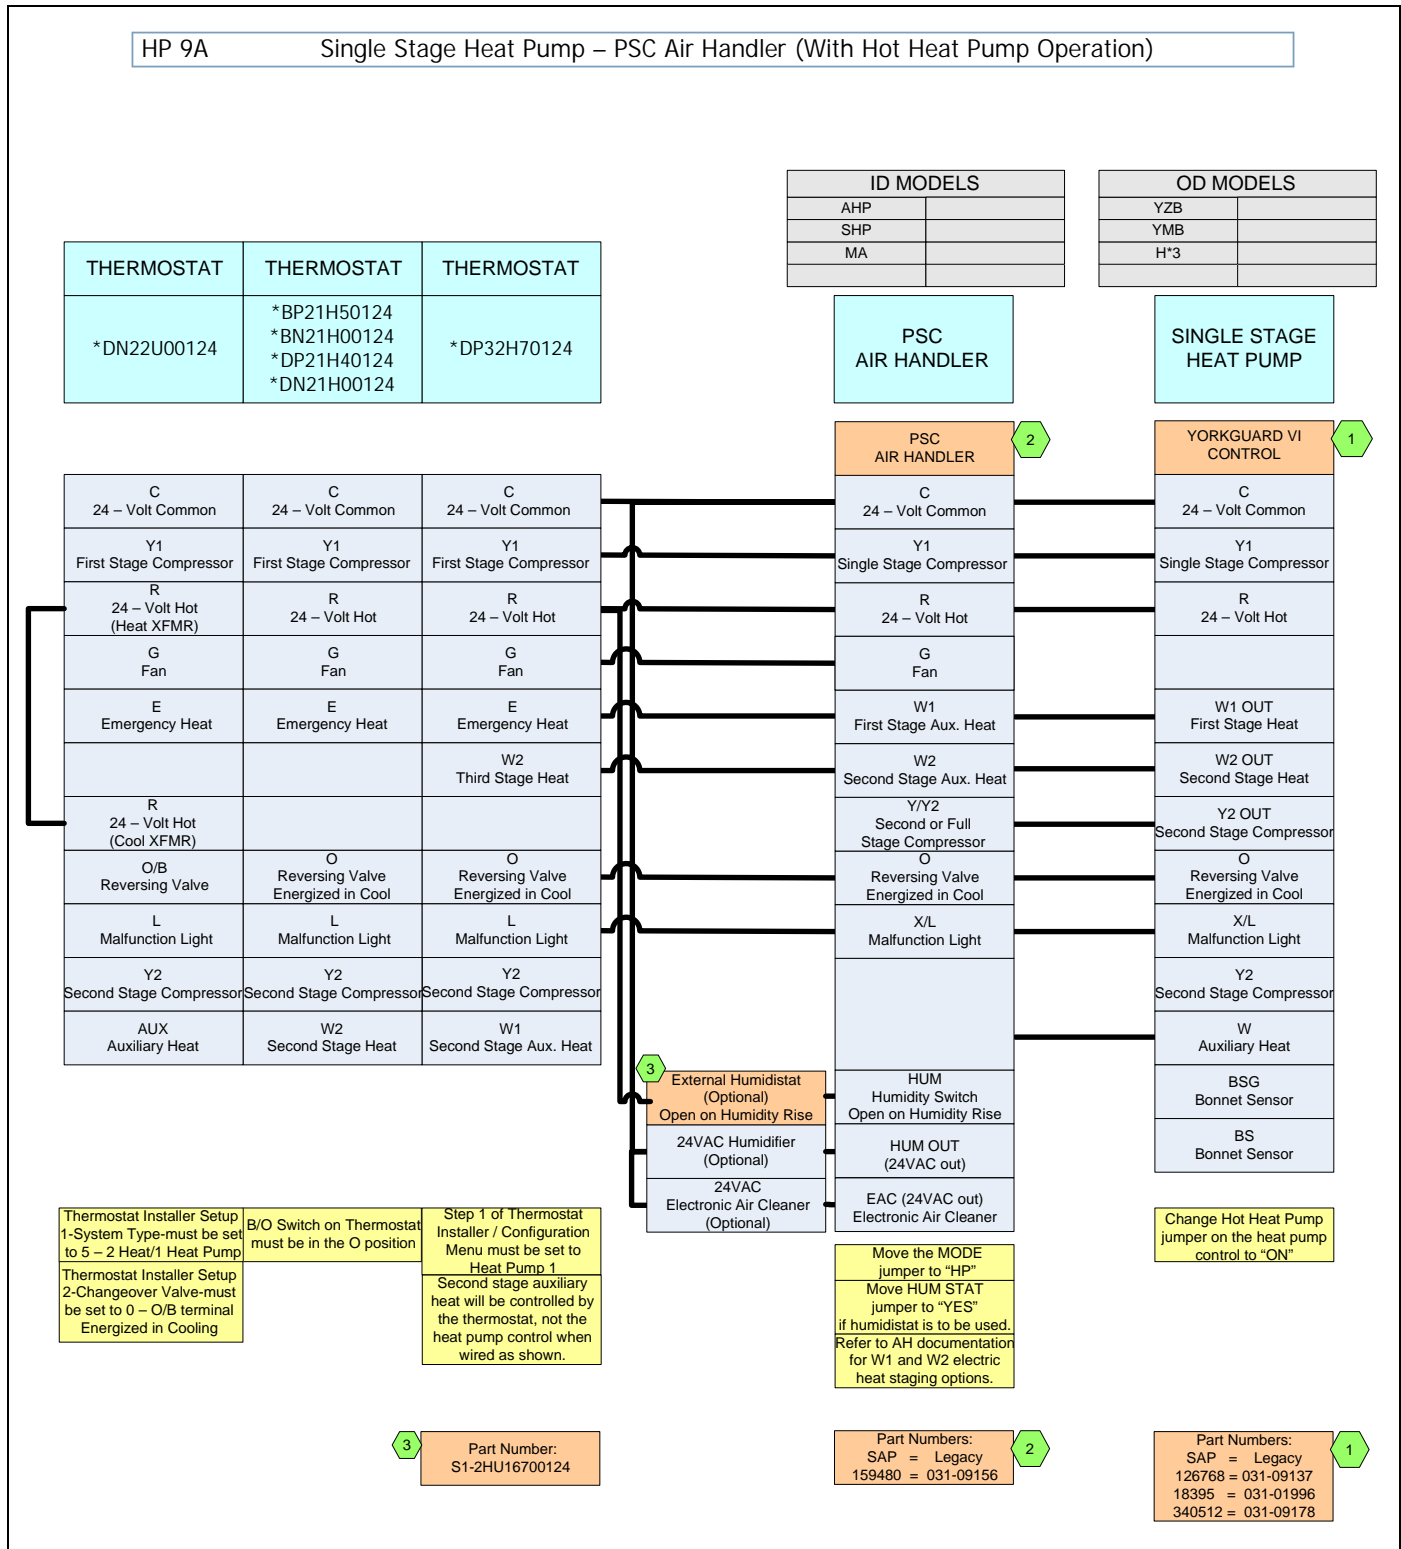 HP 9A Single Stage Heat Pump – PSC Air Handler (With Hot Heat Pump Operation)
ID MODELS
AHP
SHP
MA
OD MODELS
YZB
YMB
H*3
THERMOSTAT
THERMOSTAT
THERMOSTAT
*DN22U00124
*BP21H50124
*BN21H00124
*DP21H40124
*DN21H00124
*DP32H70124
PSC
AIR HANDLER
SINGLE STAGE
HEAT PUMP
PSC
AIR HANDLER
2
YORKGUARD VI
CONTROL
1
C
24 – Volt Common
C
24 – Volt Common
C
24 – Volt Common
C
24 – Volt Common
C
24 – Volt Common
Y1
First Stage Compressor
Y1
First Stage Compressor
Y1
First Stage Compressor
Y1
Single Stage Compressor
Y1
Single Stage Compressor
R
24 – Volt Hot
(Heat XFMR)
R
24 – Volt Hot
R
24 – Volt Hot
R
24 – Volt Hot
R
24 – Volt Hot
G
Fan
G
Fan
G
Fan
G
Fan
E
Emergency Heat
E
Emergency Heat
E
Emergency Heat
W1
First Stage Aux. Heat
W1 OUT
First Stage Heat
W2
Third Stage Heat
W2
Second Stage Aux. Heat
W2 OUT
Second Stage Heat
R
24 – Volt Hot
(Cool XFMR)
Y/Y2
Second or Full
Stage Compressor
Y2 OUT
Second Stage Compressor
O/B
Reversing Valve
O
Reversing Valve
Energized in Cool
O
Reversing Valve
Energized in Cool
O
Reversing Valve
Energized in Cool
O
Reversing Valve
Energized in Cool
L
Malfunction Light
L
Malfunction Light
L
Malfunction Light
X/L
Malfunction Light
X/L
Malfunction Light
Y2
Second Stage Compressor
Y2
Second Stage Compressor
Y2
Second Stage Compressor
Y2
Second Stage Compressor
AUX
Auxiliary Heat
W2
Second Stage Heat
W1
Second Stage Aux. Heat
W
Auxiliary Heat
3
External Humidistat
(Optional)
Open on Humidity Rise
HUM
Humidity Switch
Open on Humidity Rise
BSG
Bonnet Sensor
24VAC Humidifier
(Optional)
HUM OUT
(24VAC out)
BS
Bonnet Sensor
24VAC
Electronic Air Cleaner
(Optional)
EAC (24VAC out)
Electronic Air Cleaner
Thermostat Installer Setup
1-System Type-must be set
to 5 – 2 Heat/1 Heat Pump
B/O Switch on Thermostat
must be in the O position
Step 1 of Thermostat
Installer / Configuration
Menu must be set to
Heat Pump 1
Change Hot Heat Pump
jumper on the heat pump
control to “ON”
Thermostat Installer Setup
2-Changeover Valve-must
be set to 0 – O/B terminal
Energized in Cooling
Second stage auxiliary
heat will be controlled by
the thermostat, not the
heat pump control when
wired as shown.
Move the MODE
jumper to “HP”
Move HUM STAT
jumper to “YES”
if humidistat is to be used.
Refer to AH documentation
for W1 and W2 electric
heat staging options.
3
Part Number:
S1-2HU16700124
Part Numbers:
SAP = Legacy
159480 = 031-09156
2
Part Numbers:
SAP = Legacy
126768 = 031-09137
18395 = 031-01996
340512 = 031-09178
1